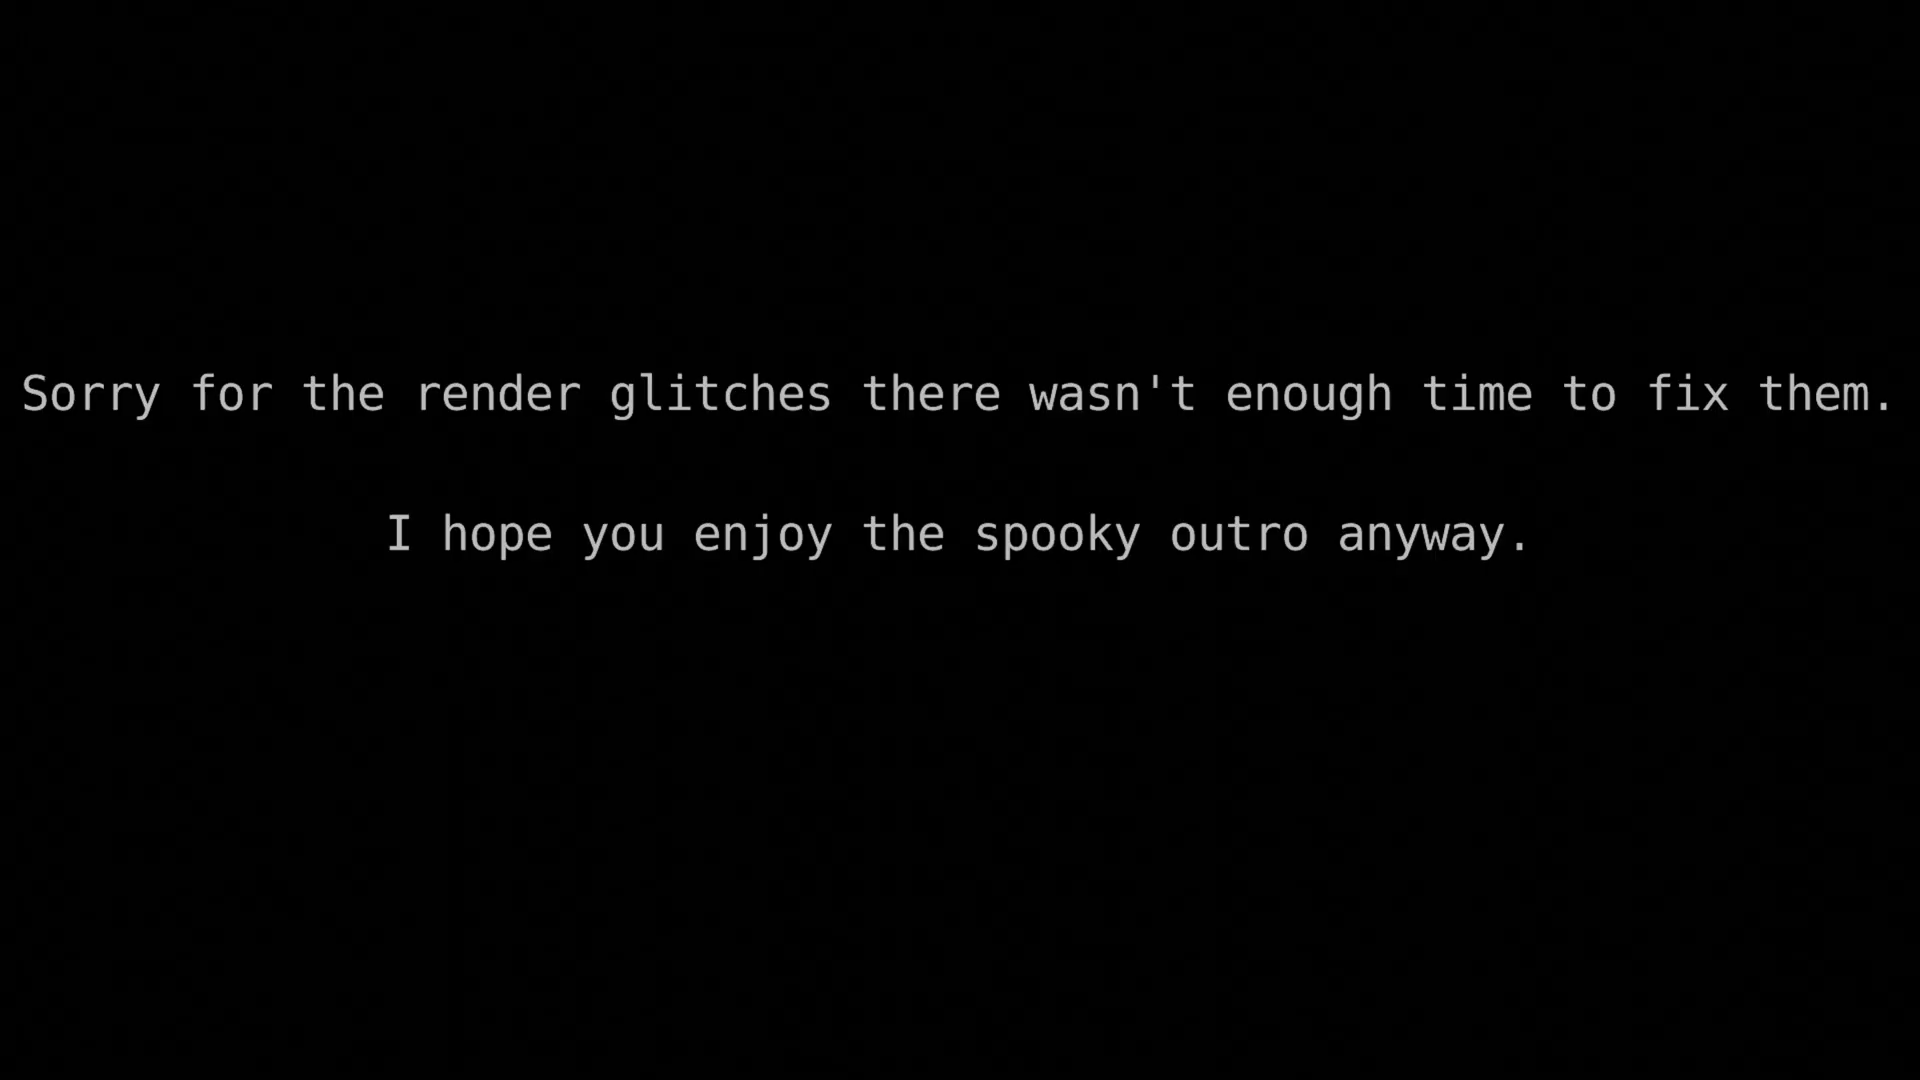 Sorry for the render glitches there wasn't enough time to fix them.
I hope you enjoy the spooky outro anyway.